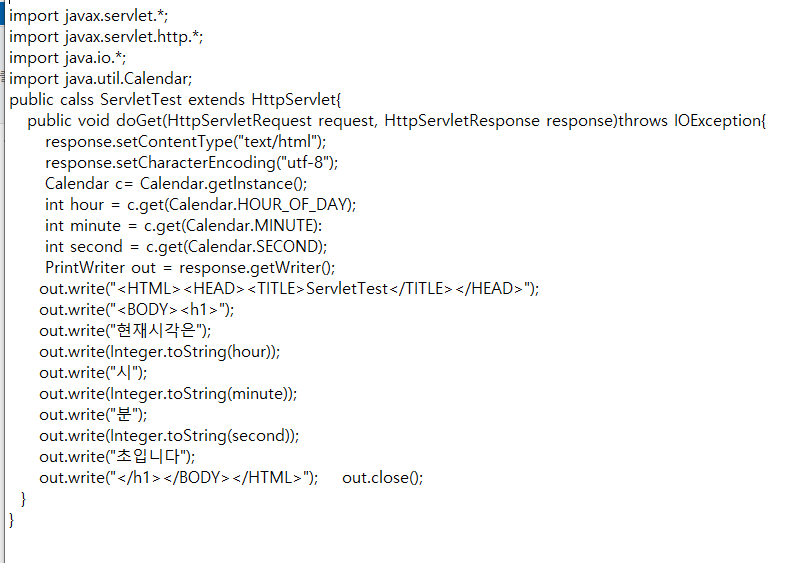 import javax.servlet.*;
import javax.servlet.http.*;
import java.io.*;
import java.util.Calendar;
public calss ServletTest extends HttpServlet{
public void doGet(HttpServletRequest request, HttpServletResponse response)throws IOException{
response.setContentType("text/html");
response.setCharacterEncoding("utf-8");
Calendar c= Calendar.getInstance();
int hour = c.get(Calendar.HOUR_OF_DAY);
int minute = c.get(Calendar.MINUTE):
int second = c.get(Calendar.SECOND);
PrintWriter out = response.getWriter();
out.write("<HTML><HEAD><TITLE>ServletTest</TITLE></HEAD>");
out.write("<BODY><h1>");
out.write("현재시각은");
out.write(Integer.toString(hour));
out.write("시");
out.write(Integer.toString(minute));
out.write("분");
out.write(Integer.toString(second));
out.write("초입니다");
out.write("</h1></BODY></HTML>"); out.close();
}
}